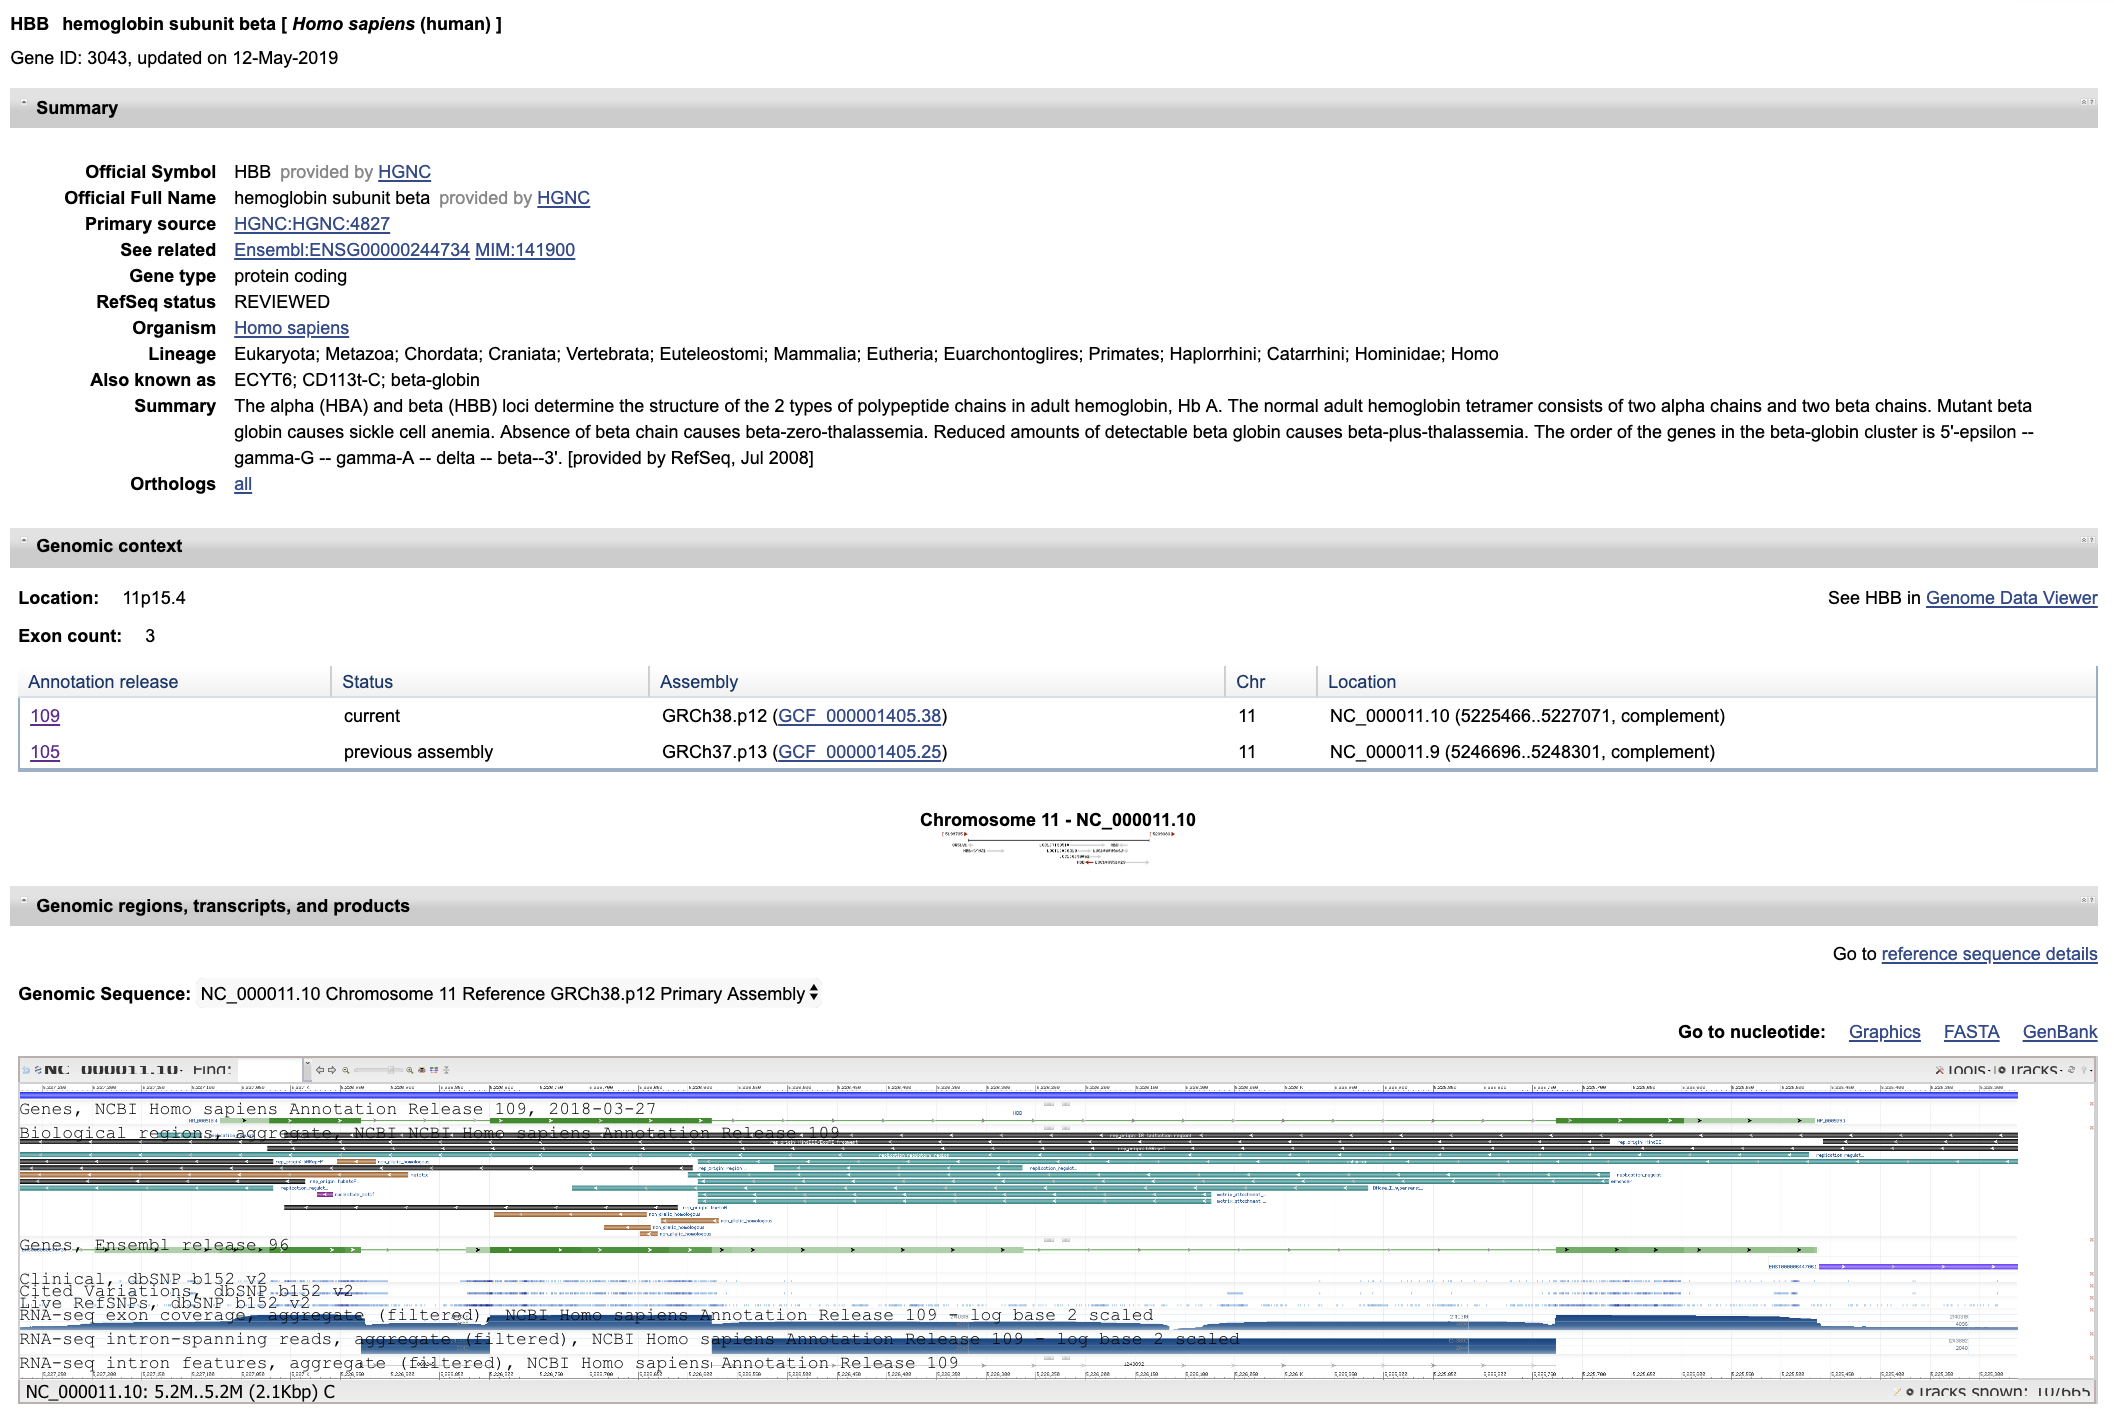 HBB hemoglobin subunit beta [ Homo sapiens (human) ]
Gene ID: 3043, updated on 12-May-2019
Summary
Official Symbol HBB provided by HGNC
Official Full Name hemoglobin subunit beta provided by HGNC
Primary source HGNC:HGNC:4827
See related Ensembl:ENSG00000244734 MIM:141900
Gene type protein coding
RefSeq status REVIEWED
Organism Homo sapiens
Lineage Eukaryota; Metazoa; Chordata; Craniata; Vertebrata; Euteleostomi; Mammalia; Eutheria; Euarchontoglires; Primates; Haplorrhini; Catarrhini; Hominidae; Homo
Also known as ECYT6; CD113t-C; beta-globin
Summary The alpha (HBA) and beta (HBB) loci determine the structure of the 2 types of polypeptide chains in adult hemoglobin, Hb A. The normal adult hemoglobin tetramer consists of two alpha chains and two beta chains. Mutant beta
globin causes sickle cell anemia. Absence of beta chain causes beta-zero-thalassemia. Reduced amounts of detectable beta globin causes beta-plus-thalassemia. The order of the genes in the beta-globin cluster is 5'-epsilon --
gamma-G -- gamma-A -- delta -- beta--3'. [provided by RefSeq, Jul 2008]
Orthologs all
Genomic context
Location: 11p15.4 See HBB in Genome Data Viewer
Exon count: 3
Annotation release Status Assembly Chr Location
109 current GRCh38.p12 (GCF_000001405.38) 11 NC_000011.10 (5225466..5227071, complement)
105 previous assembly GRCh37.p13 (GCF_000001405.25) 11 NC_000011.9 (5246696..5248301, complement)
Chromosome 11 - NC_000011.10
Genomic regions, transcripts, and products
Go to reference sequence details
Genomic Sequence: NC_000011.10 Chromosome 11 Reference GRCh38.p12 Primary Assembly
Go to nucleotide: Graphics FASTA GenBank
NC_000011.10 Find: Tools Tracks
Genes, NCBI Homo sapiens Annotation Release 109, 2018-03-27
HBB
Biological regions, aggregate, NCBI NCBI Homo sapiens Annotation Release 109
Genes, Ensembl release 96
Clinical, dbSNP b152 v2
Cited Variations, dbSNP b152 v2
Live RefSNPs, dbSNP b152 v2
RNA-seq exon coverage, aggregate (filtered), NCBI Homo sapiens Annotation Release 109 - log base 2 scaled
RNA-seq intron-spanning reads, aggregate (filtered), NCBI Homo sapiens Annotation Release 109 - log base 2 scaled
RNA-seq intron features, aggregate (filtered), NCBI Homo sapiens Annotation Release 109
NC_000011.10: 5.2M..5.2M (2.1Kbp) C Tracks shown: 10/665